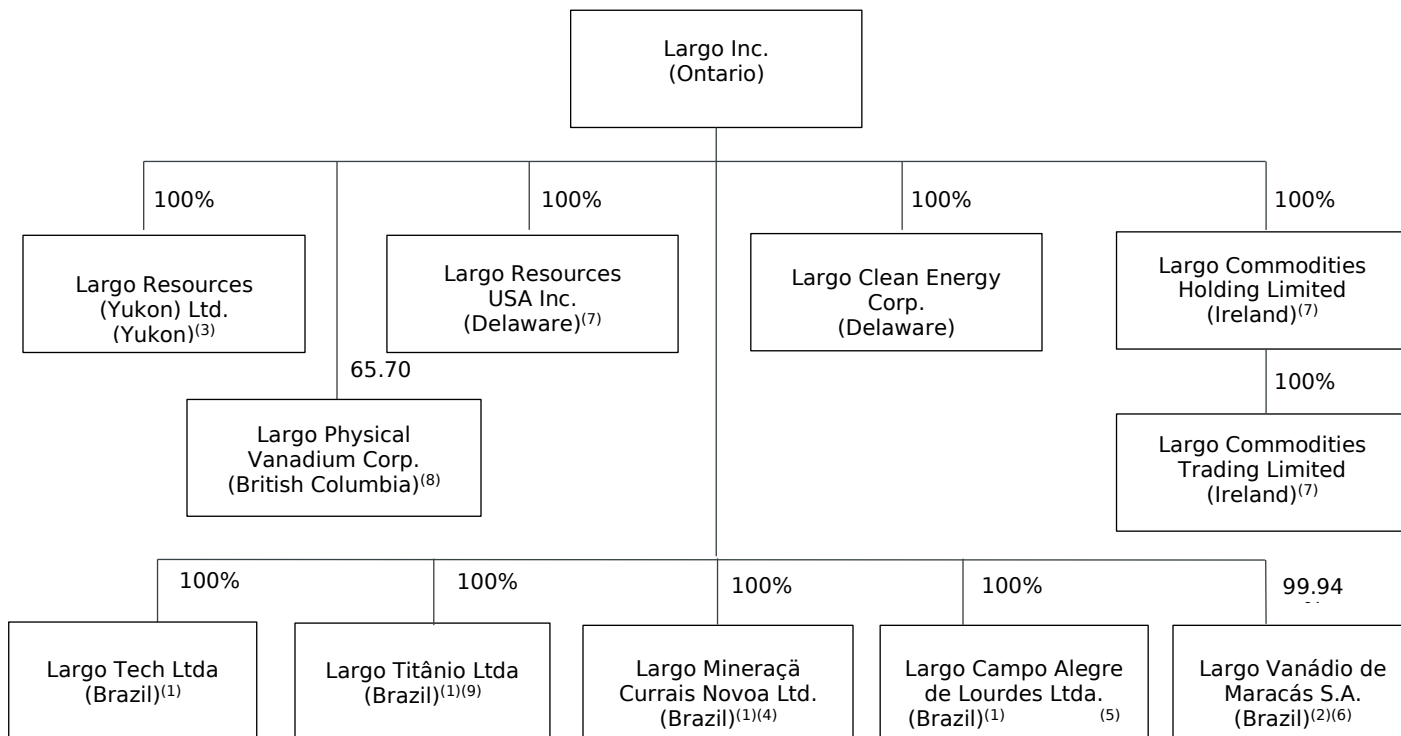 Largo Inc.
(Ontario)
100%
100%
100%
100%
Largo Resources
(Yukon) Ltd.
(Yukon)(3)
Largo Resources
USA Inc.
(Delaware)(7)
Largo Clean Energy
Corp.
(Delaware)
Largo Commodities
Holding Limited
(Ireland)(7)
65.70
100%
Largo Physical
Vanadium Corp.
(British Columbia)(8)
Largo Commodities
Trading Limited
(Ireland)(7)
100%
100%
100%
100%
99.94
Largo Tech Ltda
(Brazil)(1)
Largo Titânio Ltda
(Brazil)(1)(9)
Largo Mineraçä
Currais Novoa Ltd.
(Brazil)(1)(4)
Largo Campo Alegre
de Lourdes Ltda.
(Brazil)(1) (5)
Largo Vanádio de
Maracás S.A.
(Brazil)(2)(6)